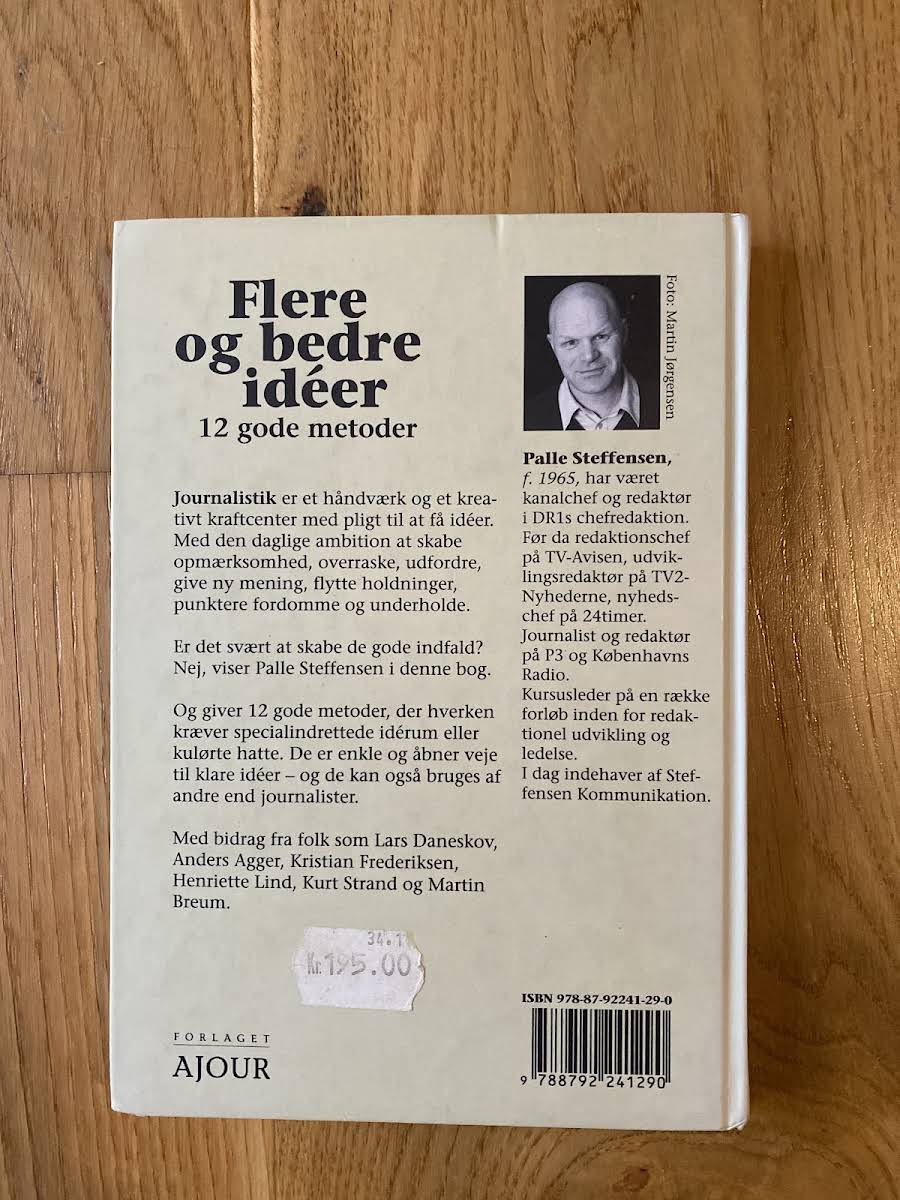 Flere
og bedre
idéer
12 gode metoder
Journalistik er et håndværk og et krea-
tivt kraftcenter med pligt til at få idéer.
Med den daglige ambition at skabe
opmærksomhed, overraske, udfordre,
give ny mening, flytte holdninger,
punktere fordomme og underholde.
Er det svært at skabe de gode indfald?
Nej, viser Palle Steffensen i denne bog.
Og giver 12 gode metoder, der hverken
kræver specialindrettede idérum eller
kulørte hatte. De er enkle og åbner veje
til klare idéer – og de kan også bruges af
andre end journalister.
Med bidrag fra folk som Lars Daneskov,
Anders Agger, Kristian Frederiksen,
Henriette Lind, Kurt Strand og Martin
Breum.
34.1
Kr.195.00
FORLAGET
AJOUR
Foto: Martin Jørgensen
Palle Steffensen,
f. 1965, har været
kanalchef og redaktør
i DR1s chefredaktion.
Før da redaktionschef
på TV-Avisen, udvik-
lingsredaktør på TV2-
Nyhederne, nyheds-
chef på 24timer.
Journalist og redaktør
på P3 og Københavns
Radio.
Kursusleder på en række
forløb inden for redak-
tionel udvikling og
ledelse.
I dag indehaver af Stef-
fensen Kommunikation.
ISBN 978-87-92241-29-0
9 788792 241290